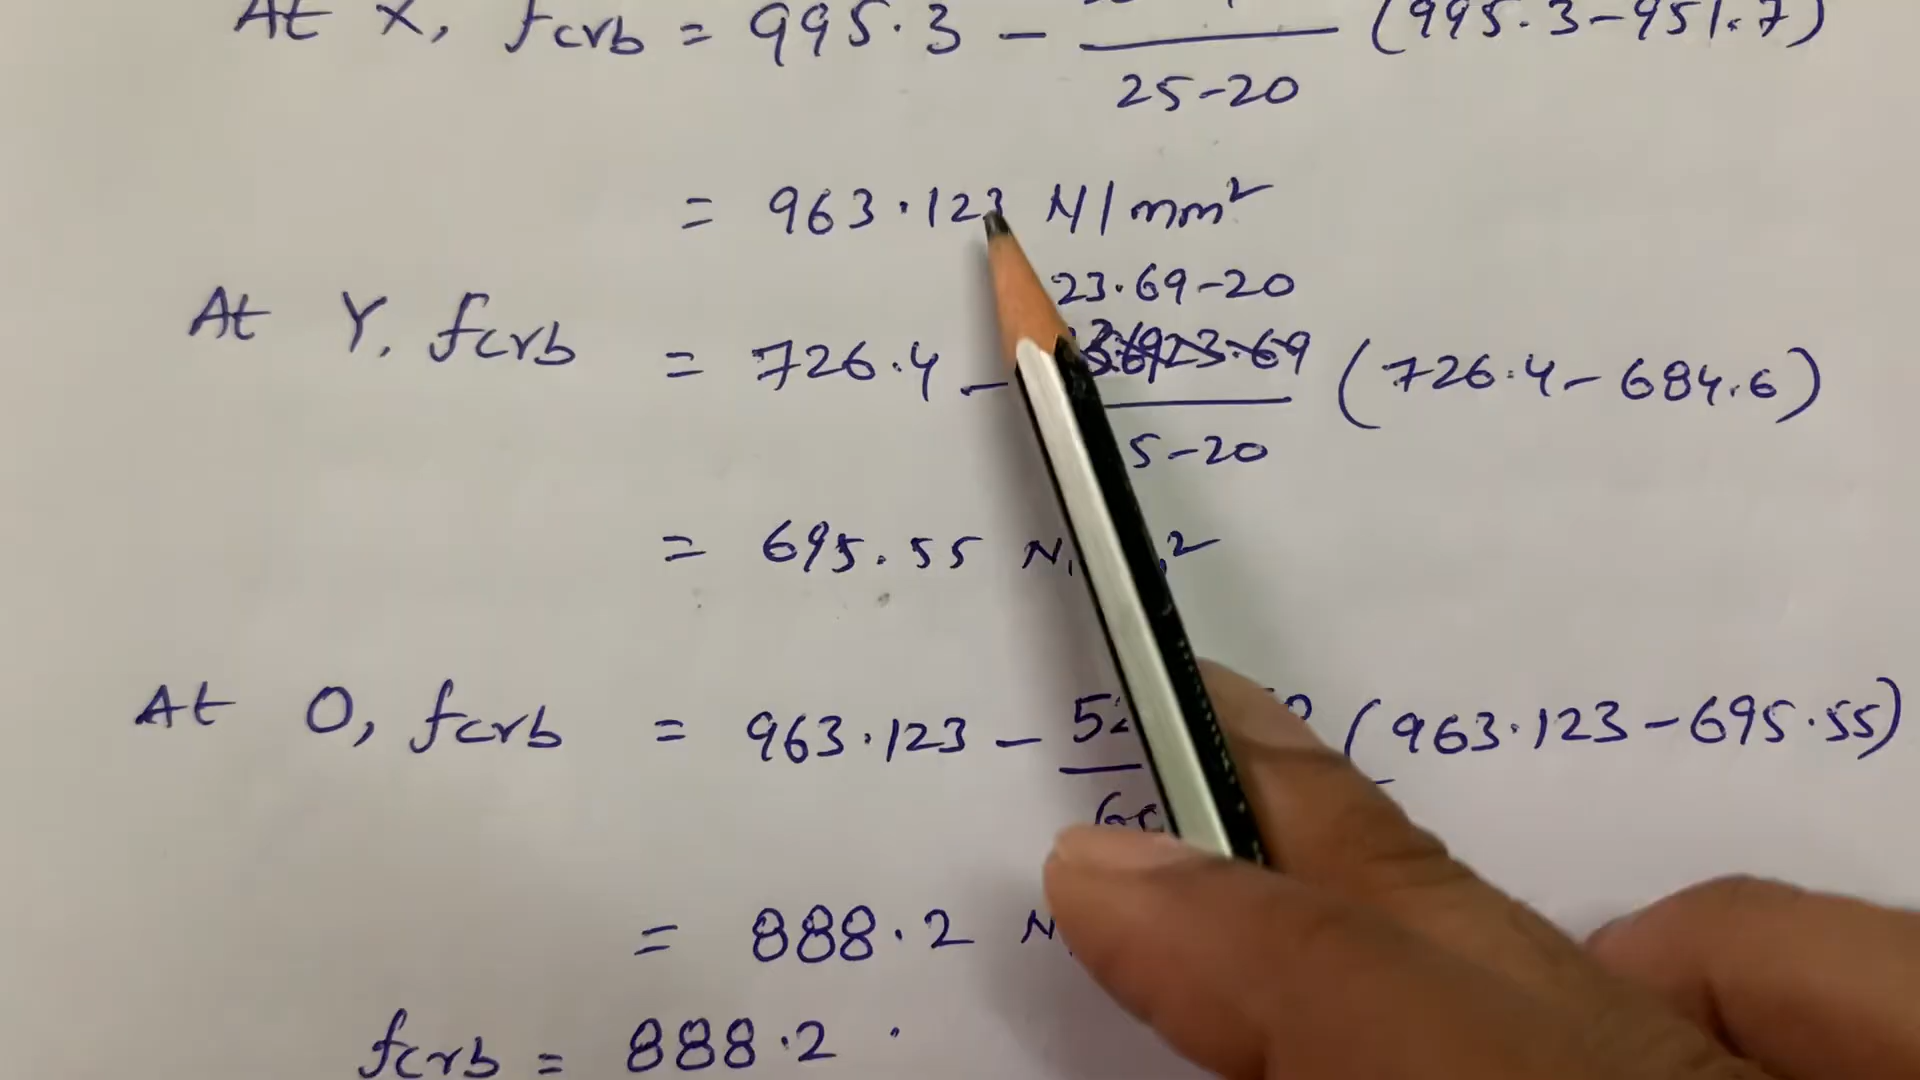 At X, fcrb = 995.3 - (995.3-951.7)
25-20
= 963.123 N/mm²
23.69-20
At Y, fcrb = 726.4 - (726.4-684.6)
5-20
= 695.55 N
At O, fcrb = 963.123 - 52 (963.123-695.55)
= 888.2 N
fcrb = 888.2